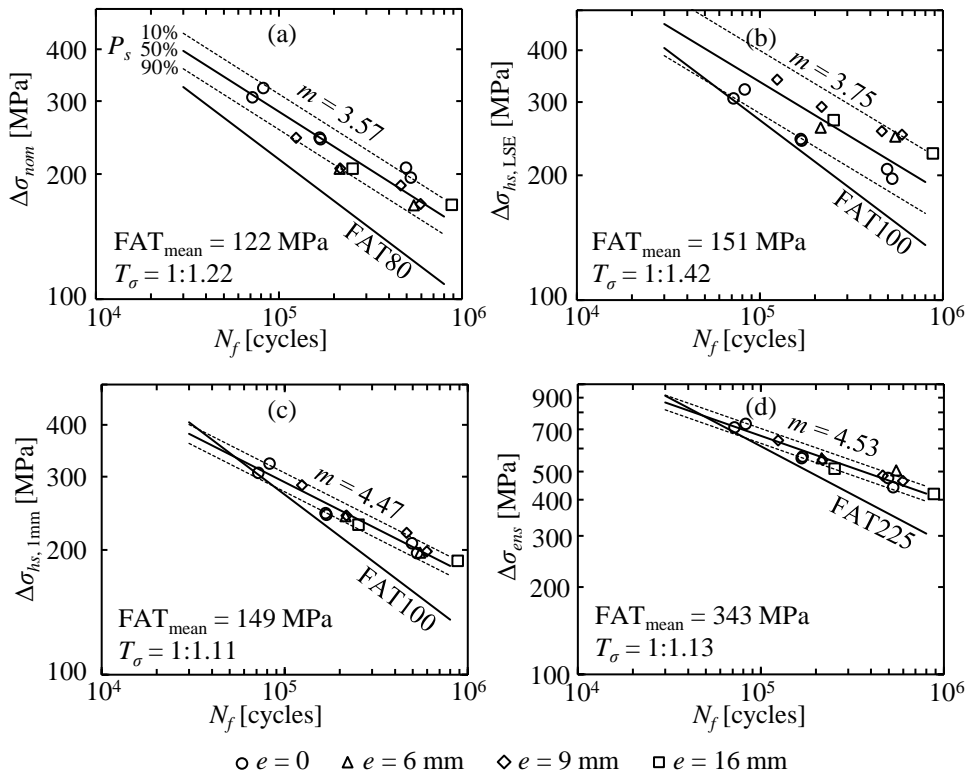 (a)
10%
P_s 50%
90%
400
300
200
100
Δσ_nom [MPa]
m = 3.57
FAT80
FAT_mean = 122 MPa
T_σ = 1:1.22
10^4 10^5 10^6
N_f [cycles]
(b)
400
300
200
100
Δσ_hs, LSE [MPa]
m = 3.75
FAT100
FAT_mean = 151 MPa
T_σ = 1:1.42
10^4 10^5 10^6
N_f [cycles]
(c)
400
300
200
100
Δσ_hs, 1mm [MPa]
m = 4.47
FAT100
FAT_mean = 149 MPa
T_σ = 1:1.11
10^4 10^5 10^6
N_f [cycles]
(d)
900
700
500
400
300
200
100
Δσ_ens [MPa]
m = 4.53
FAT225
FAT_mean = 343 MPa
T_σ = 1:1.13
10^4 10^5 10^6
N_f [cycles]
e = 0 e = 6 mm e = 9 mm e = 16 mm